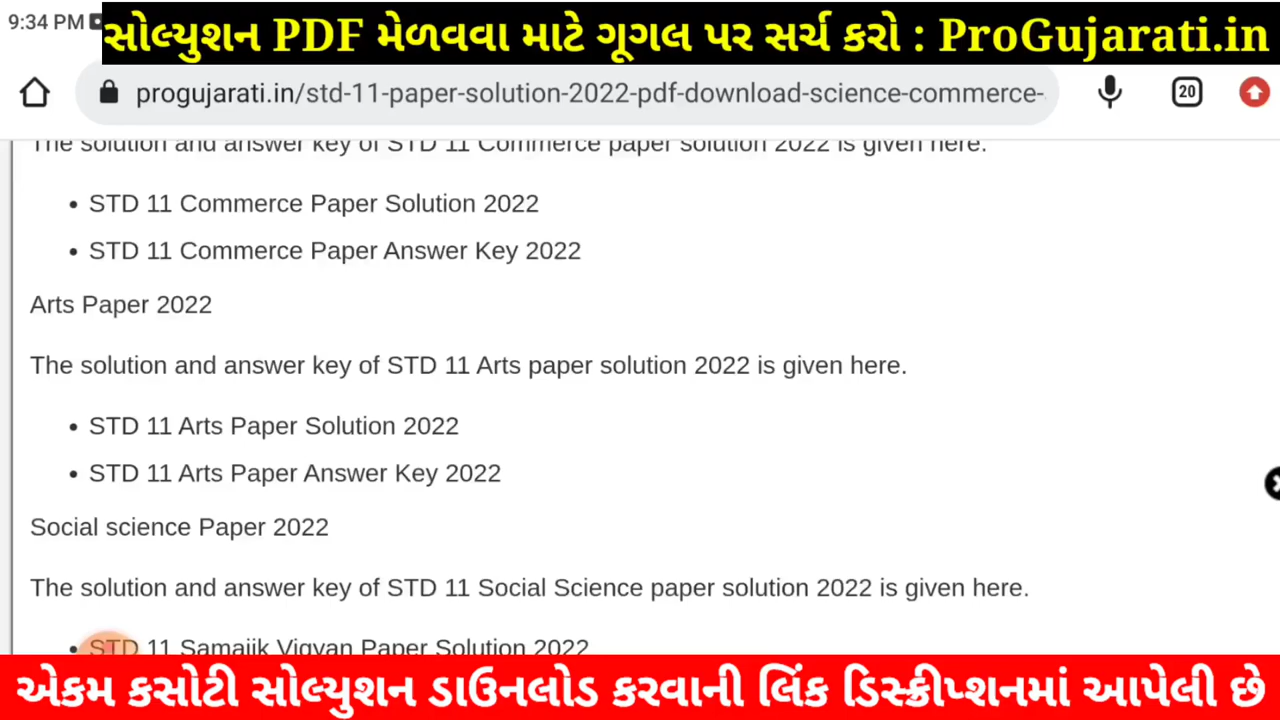 9:34 PM
સોલ્યુશન PDF મેળવવા માટે ગૂગલ પર સર્ચ કરો : ProGujarati.in
progujarati.in/std-11-paper-solution-2022-pdf-download-science-commerce-
20
The solution and answer key of STD 11 Commerce paper solution 2022 is given here.
• STD 11 Commerce Paper Solution 2022
• STD 11 Commerce Paper Answer Key 2022
Arts Paper 2022
The solution and answer key of STD 11 Arts paper solution 2022 is given here.
• STD 11 Arts Paper Solution 2022
• STD 11 Arts Paper Answer Key 2022
Social science Paper 2022
The solution and answer key of STD 11 Social Science paper solution 2022 is given here.
• STD 11 Samajik Vigyan Paper Solution 2022
એકમ કસોટી સોલ્યુશન ડાઉનલોડ કરવાની લિંક ડિસ્ક્રીપ્શનમાં આપેલી છે